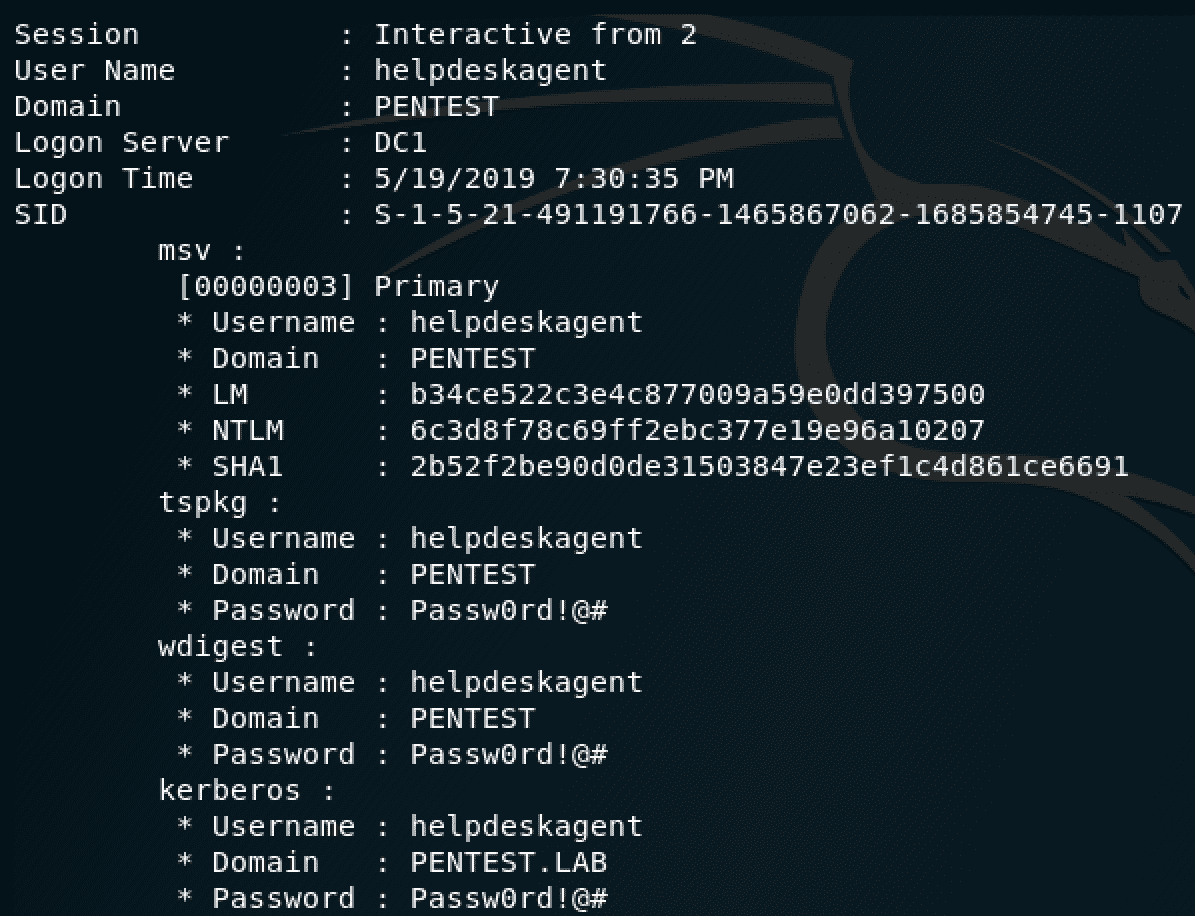 Session : Interactive from 2
User Name : helpdeskagent
Domain : PENTEST
Logon Server : DC1
Logon Time : 5/19/2019 7:30:35 PM
SID : S-1-5-21-491191766-1465867062-1685854745-1107
msv :
[00000003] Primary
* Username : helpdeskagent
* Domain : PENTEST
* LM : b34ce522c3e4c877009a59e0dd397500
* NTLM : 6c3d8f78c69ff2ebc377e19e96a10207
* SHA1 : 2b52f2be90d0de31503847e23ef1c4d861ce6691
tspkg :
* Username : helpdeskagent
* Domain : PENTEST
* Password : Passw0rd!@#
wdigest :
* Username : helpdeskagent
* Domain : PENTEST
* Password : Passw0rd!@#
kerberos :
* Username : helpdeskagent
* Domain : PENTEST.LAB
* Password : Passw0rd!@#